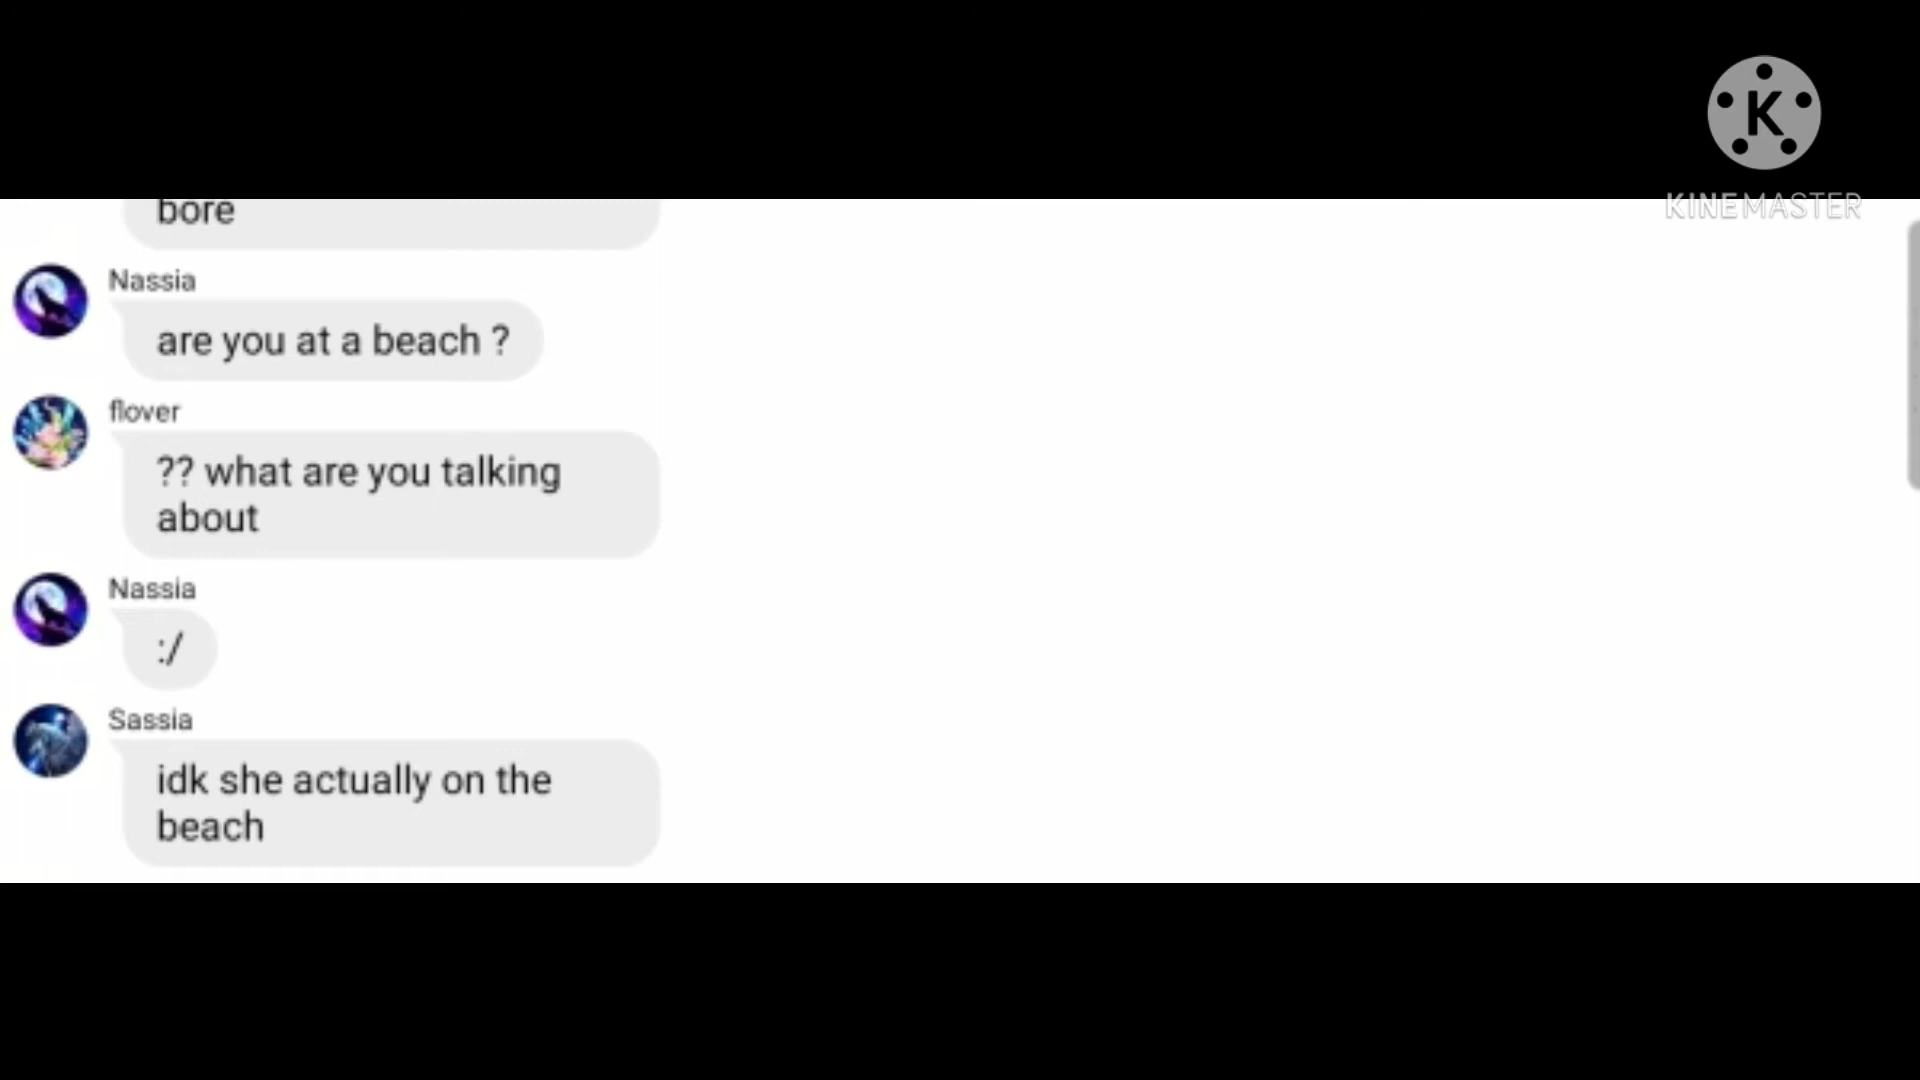 K
KINEMASTER
bore
Nassia
are you at a beach ?
flover
?? what are you talking
about
Nassia
:/
Sassia
idk she actually on the
beach